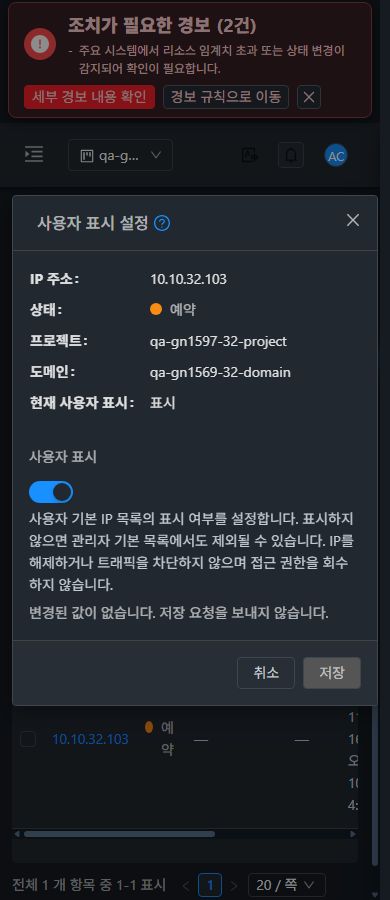 조치가 필요한 경보 (2건)
- 주요 시스템에서 리소스 임계치 초과 또는 상태 변경이
감지되어 확인이 필요합니다.
세부 경보 내용 확인 경보 규칙으로 이동
qa-g...
AC
사용자 표시 설정
IP 주소: 10.10.32.103
상태: 예약
프로젝트: qa-gn1597-32-project
도메인: qa-gn1569-32-domain
현재 사용자 표시: 표시
사용자 표시
사용자 기본 IP 목록의 표시 여부를 설정합니다. 표시하지
않으면 관리자 기본 목록에서도 제외될 수 있습니다. IP를
해제하거나 트래픽을 차단하지 않으며 접근 권한을 회수
하지 않습니다.
변경된 값이 없습니다. 저장 요청을 보내지 않습니다.
취소 저장
10.10.32.103 예약 — —
오
4:
전체 1 개 항목 중 1-1 표시 < 1 > 20 / 쪽